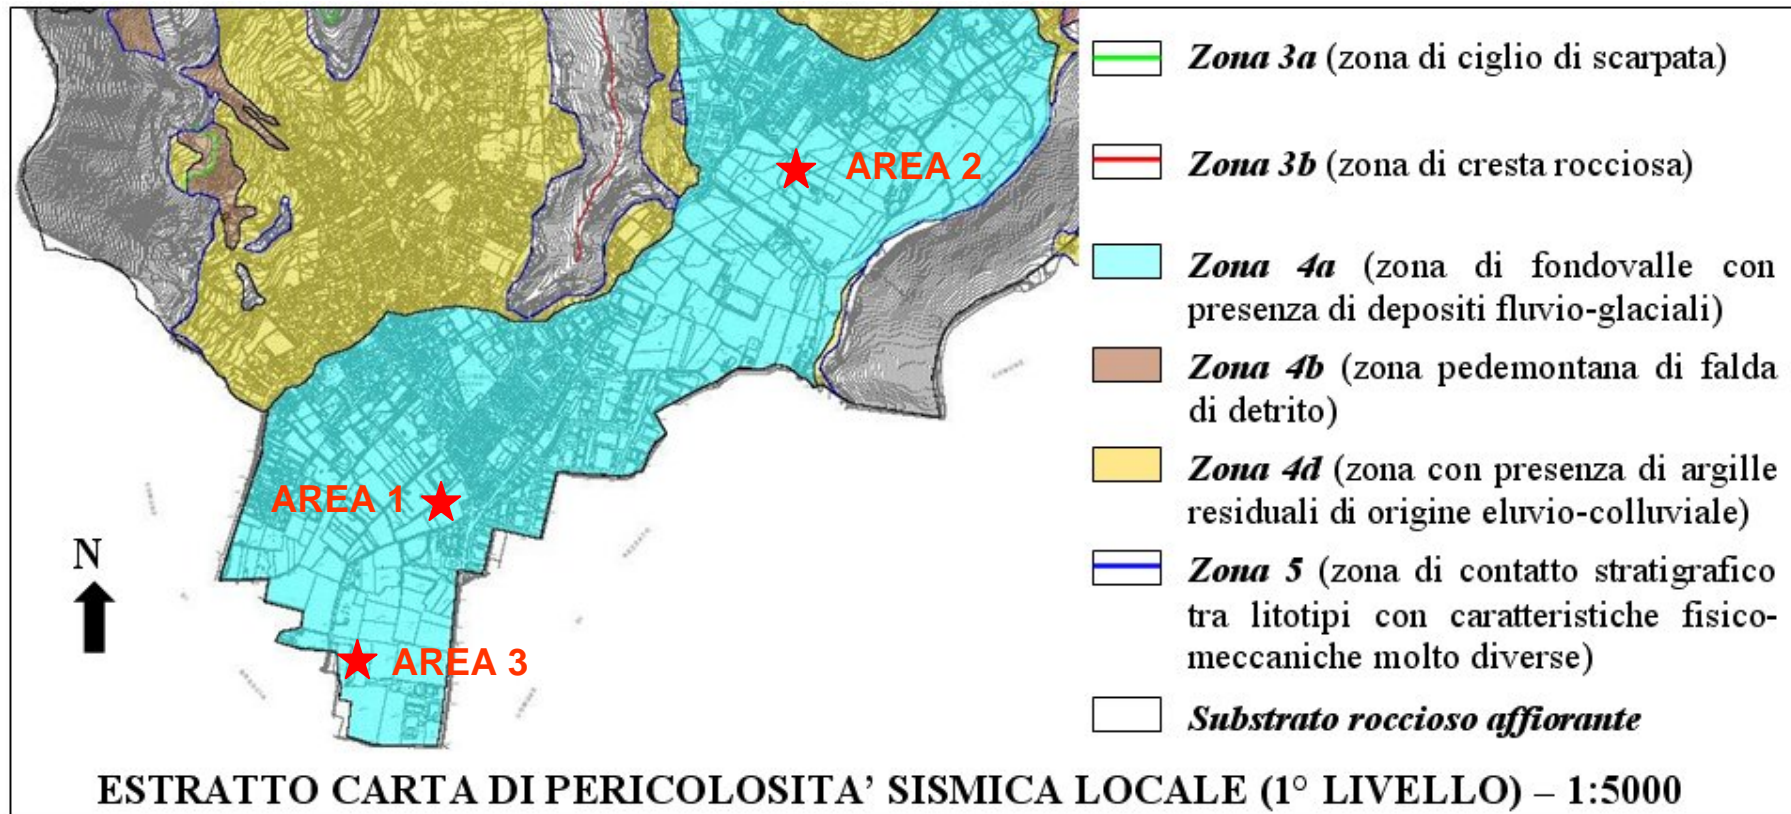 Zona 3a (zona di ciglio di scarpata)
Zona 3b (zona di cresta rocciosa)
AREA 2
Zona 4a (zona di fondovalle con
presenza di depositi fluvio-glaciali)
Zona 4b (zona pedemontana di falda
di detrito)
Zona 4d (zona con presenza di argille
residuali di origine eluvio-colluviale)
AREA 1
N
Zona 5 (zona di contatto stratigrafico
tra litotipi con caratteristiche fisico-
meccaniche molto diverse)
AREA 3
Substrato roccioso affiorante
ESTRATTO CARTA DI PERICOLOSITA' SISMICA LOCALE (1° LIVELLO) – 1:5000